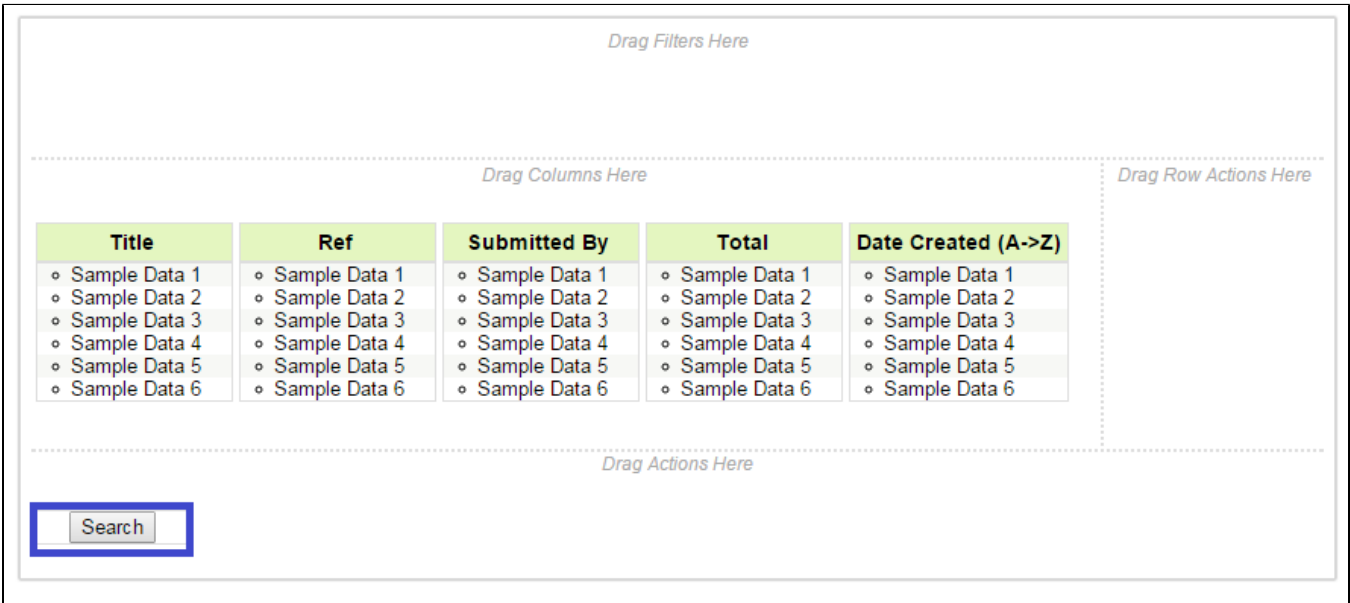 Drag Filters Here
Drag Columns Here Drag Row Actions Here
Title Ref Submitted By Total Date Created (A->Z)
Sample Data 1 Sample Data 1 Sample Data 1 Sample Data 1 Sample Data 1
Sample Data 2 Sample Data 2 Sample Data 2 Sample Data 2 Sample Data 2
Sample Data 3 Sample Data 3 Sample Data 3 Sample Data 3 Sample Data 3
Sample Data 4 Sample Data 4 Sample Data 4 Sample Data 4 Sample Data 4
Sample Data 5 Sample Data 5 Sample Data 5 Sample Data 5 Sample Data 5
Sample Data 6 Sample Data 6 Sample Data 6 Sample Data 6 Sample Data 6
Drag Actions Here
Search